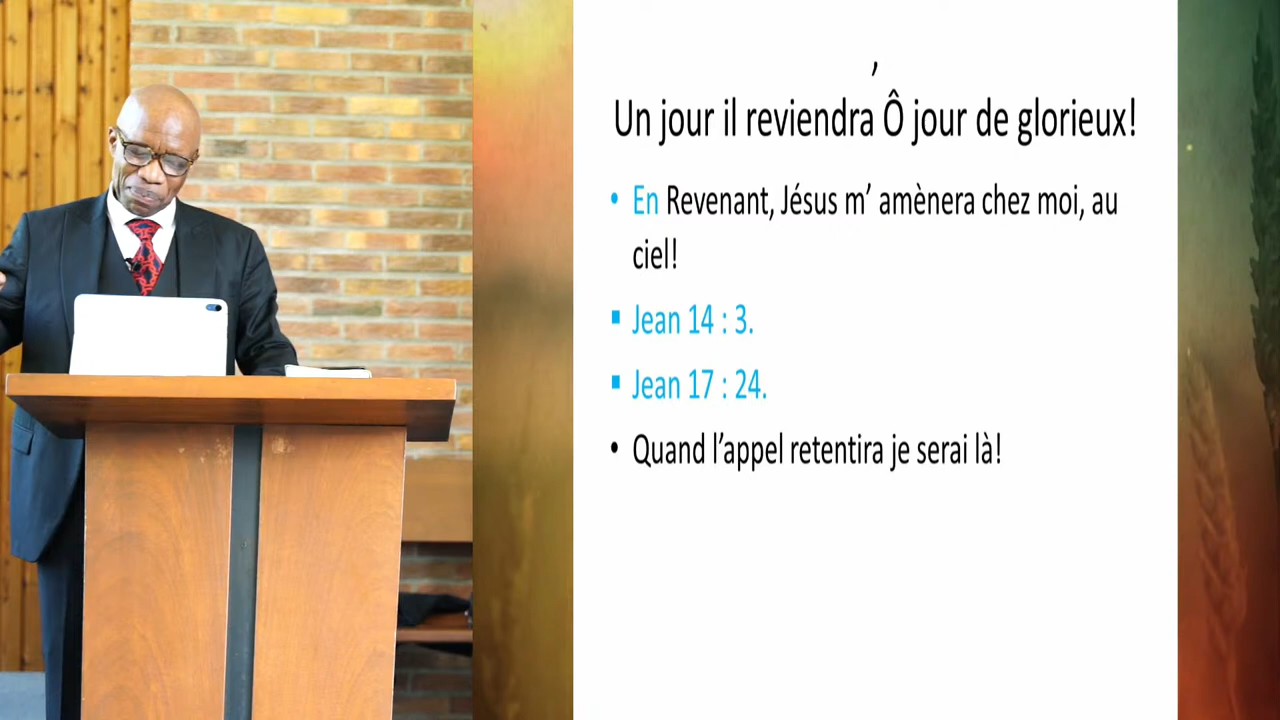 ,
Un jour il reviendra Ô jour de glorieux!
• En Revenant, Jésus m’ amènera chez moi, au
ciel!
▪ Jean 14 : 3.
▪ Jean 17 : 24.
• Quand l’appel retentira je serai là!